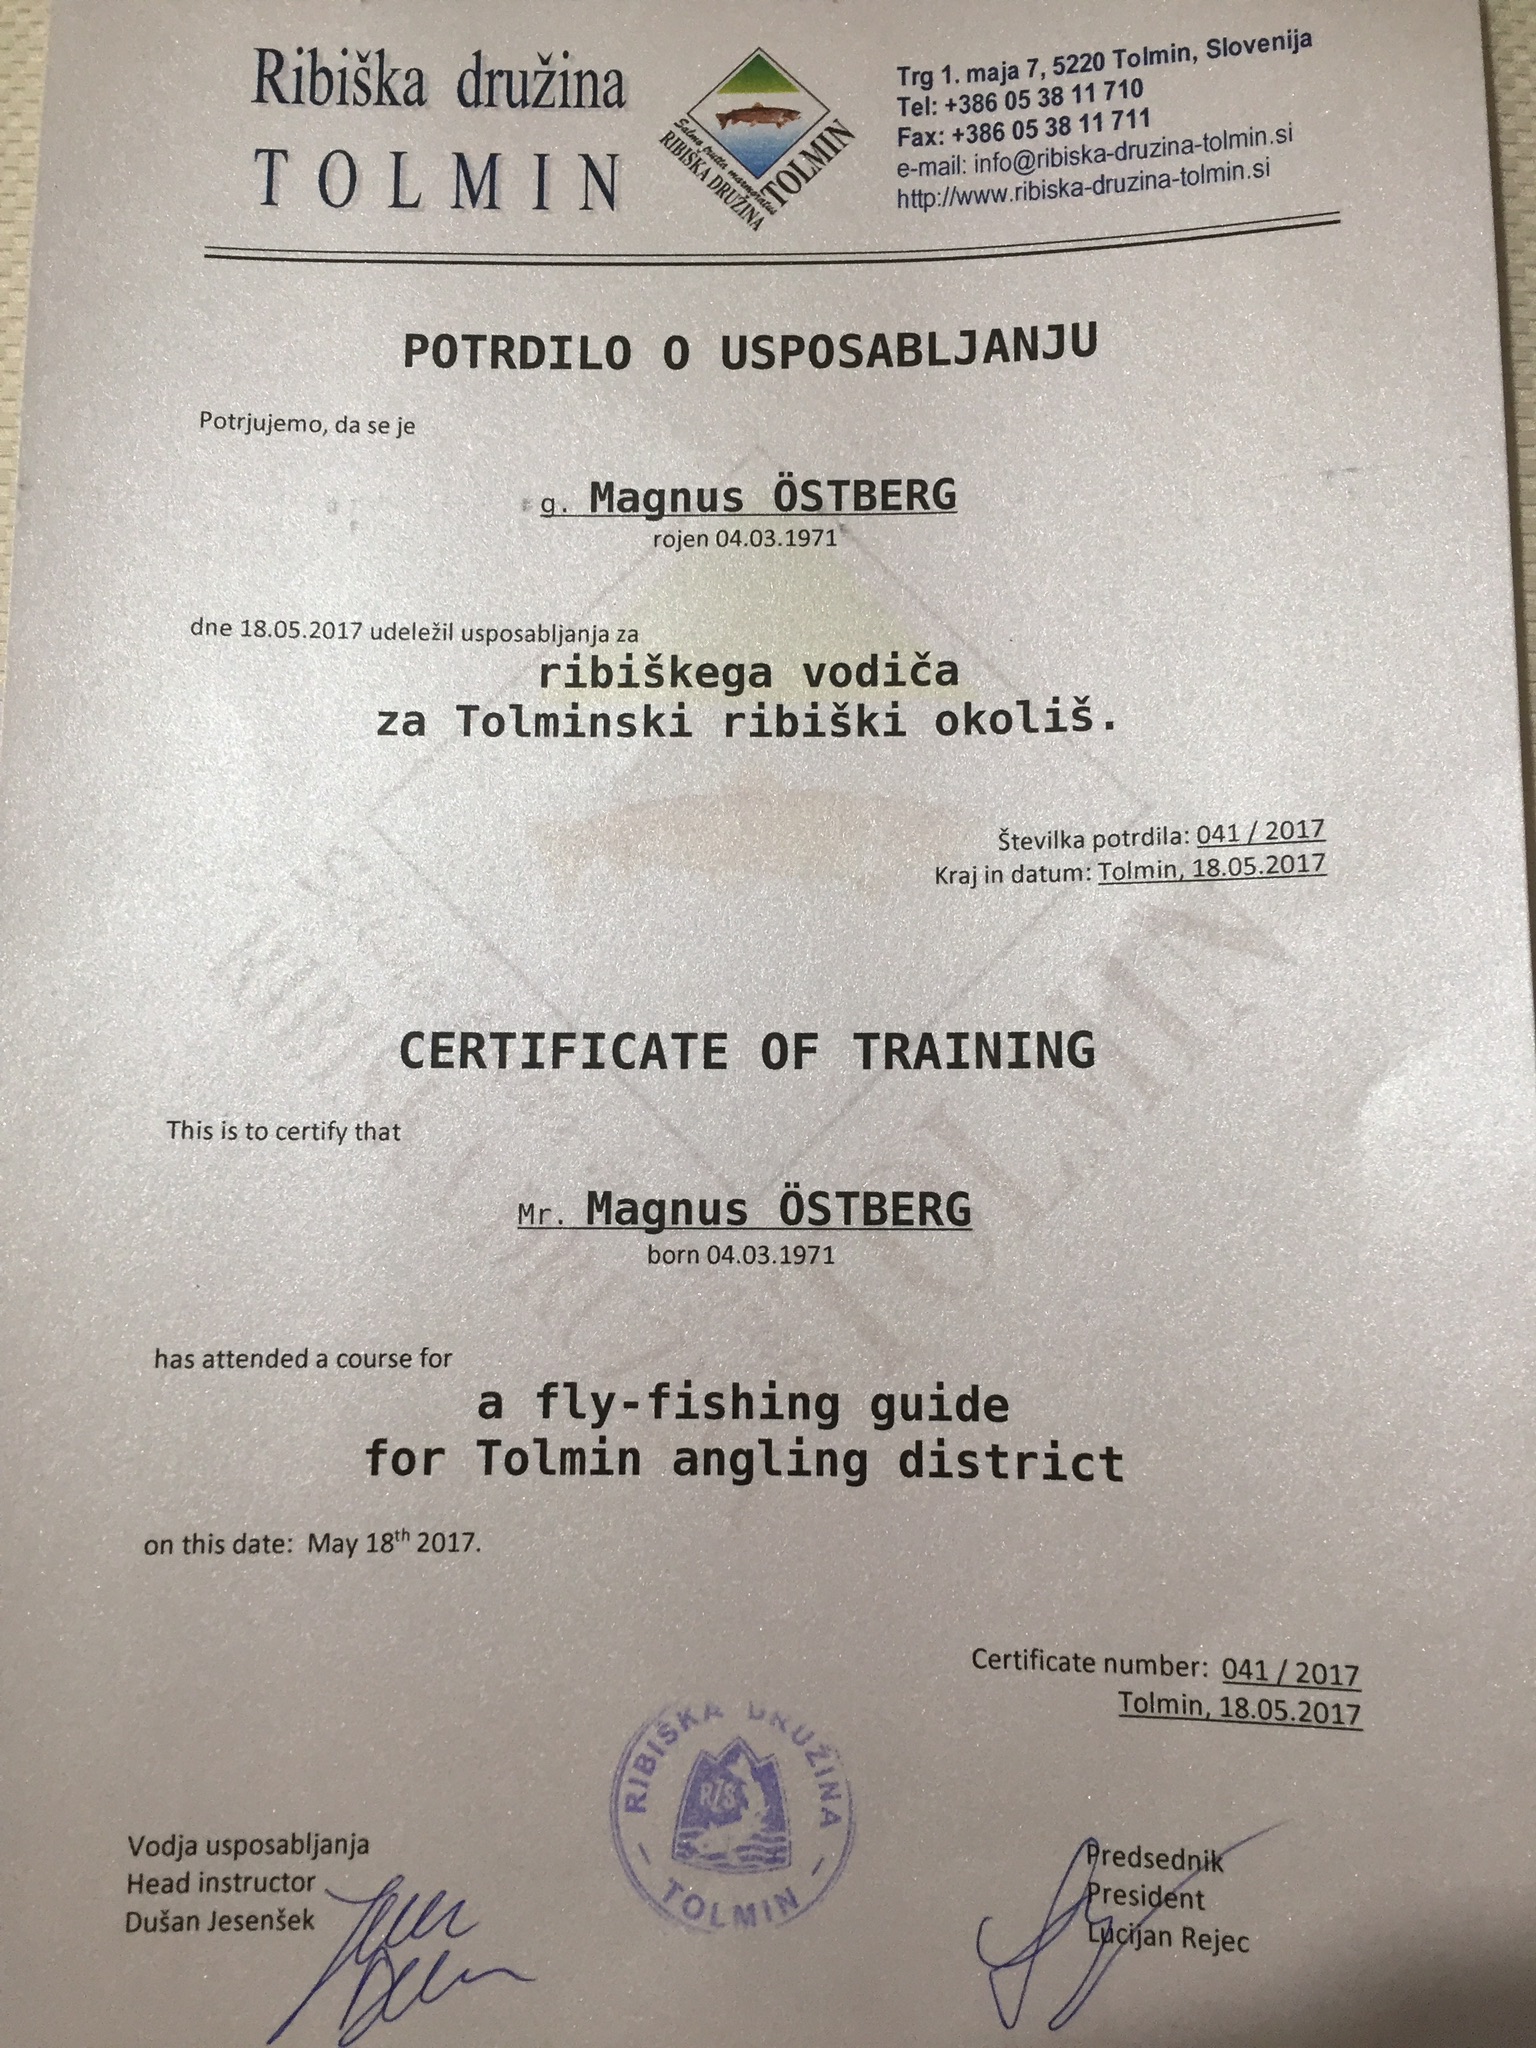 Ribiška družina
TOLMIN
Salmo trutta marmoratus
RIBIŠKA DRUŽINA
TOLMIN
Trg 1. maja 7, 5220 Tolmin, Slovenija
Tel: +386 05 38 11 710
Fax: +386 05 38 11 711
e-mail: info@ribiska-druzina-tolmin.si
http://www.ribiska-druzina-tolmin.si
POTRDILO O USPOSABLJANJU
Potrjujemo, da se je
g. Magnus ÖSTBERG
rojen 04.03.1971
dne 18.05.2017 udeležil usposabljanja za
ribiškega vodiča
za Tolminski ribiški okoliš.
Številka potrdila: 041 / 2017
Kraj in datum: Tolmin, 18.05.2017
CERTIFICATE OF TRAINING
This is to certify that
Mr. Magnus ÖSTBERG
born 04.03.1971
has attended a course for
a fly-fishing guide
for Tolmin angling district
on this date: May 18th 2017.
Certificate number: 041 / 2017
Tolmin, 18.05.2017
RIBIŠKA DRUŽINA
RZS
- TOLMIN -
Vodja usposabljanja
Head instructor
Dušan Jesenšek
Predsednik
President
Lucijan Rejec